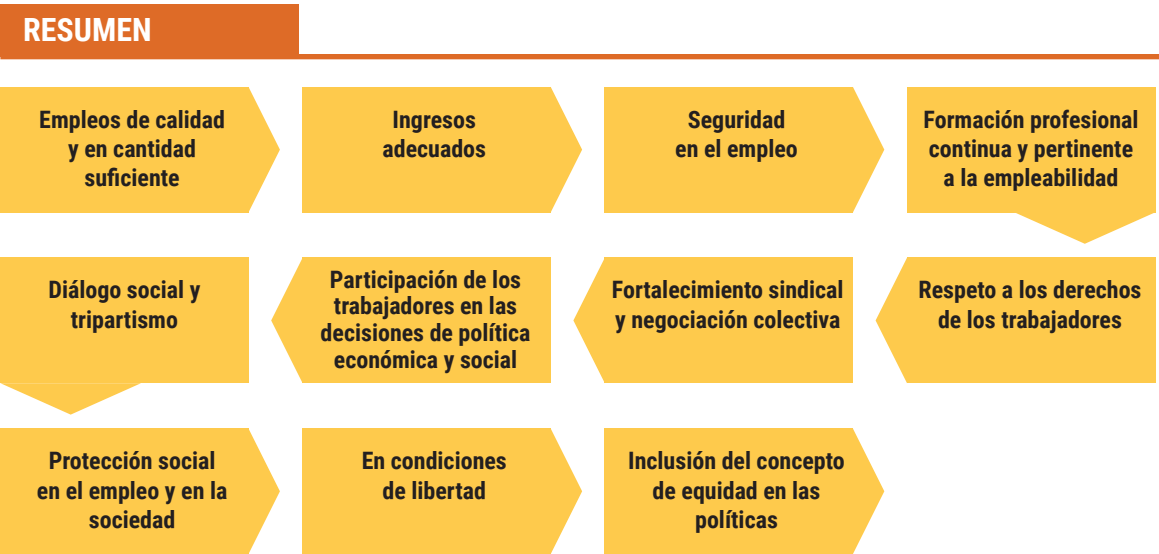 RESUMEN
Empleos de calidad
y en cantidad
suficiente
Ingresos
adecuados
Seguridad
en el empleo
Formación profesional
continua y pertinente
a la empleabilidad
Respeto a los derechos
de los trabajadores
Fortalecimiento sindical
y negociación colectiva
Participación de los
trabajadores en las
decisiones de política
económica y social
Diálogo social y
tripartismo
Protección social
en el empleo y en la
sociedad
En condiciones
de libertad
Inclusión del concepto
de equidad en las
políticas